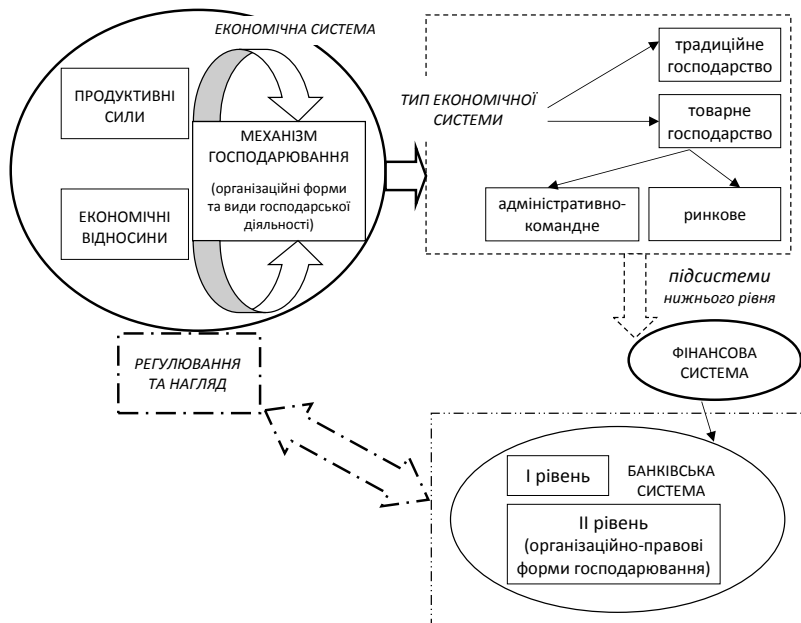 ЕКОНОМІЧНА СИСТЕМА
ПРОДУКТИВНІ
СИЛИ
МЕХАНІЗМ
ГОСПОДАРЮВАННЯ
(організаційні форми
та види господарської
діяльності)
ЕКОНОМІЧНІ
ВІДНОСИНИ
ТИП ЕКОНОМІЧНОЇ
СИСТЕМИ
традиційне
господарство
товарне
господарство
адміністративно-
командне
ринкове
підсистеми
нижнього рівня
ФІНАНСОВА
СИСТЕМА
РЕГУЛЮВАННЯ
ТА НАГЛЯД
І рівень
БАНКІВСЬКА
СИСТЕМА
ІІ рівень
(організаційно-правові
форми господарювання)